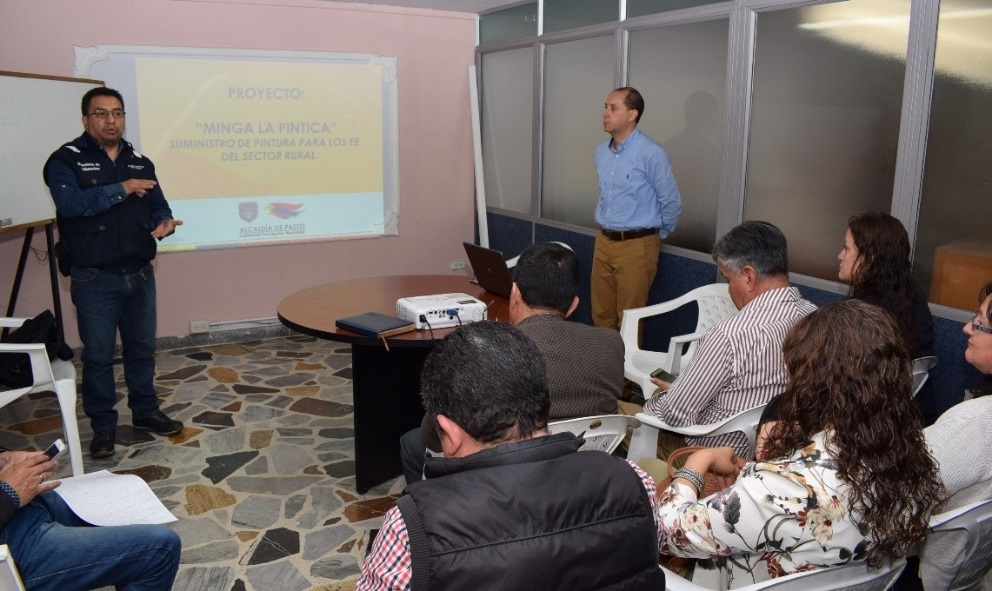 PROYECTO:
"MINGA LA PINTICA"
SUMINISTRO DE PINTURA PARA LOS EE
DEL SECTOR RURAL
ALCALDÍA DE PASTO